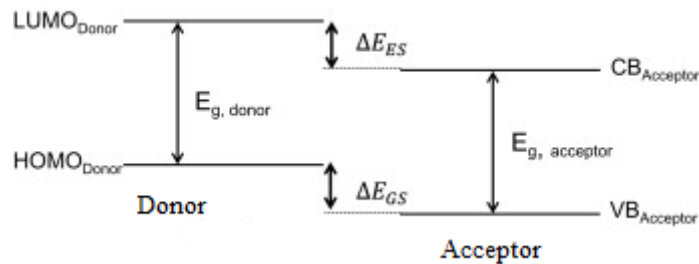 LUMO_Donor
ΔE_ES
CB_Acceptor
E_g, donor
E_g, acceptor
HOMO_Donor
ΔE_GS
Donor
VB_Acceptor
Acceptor